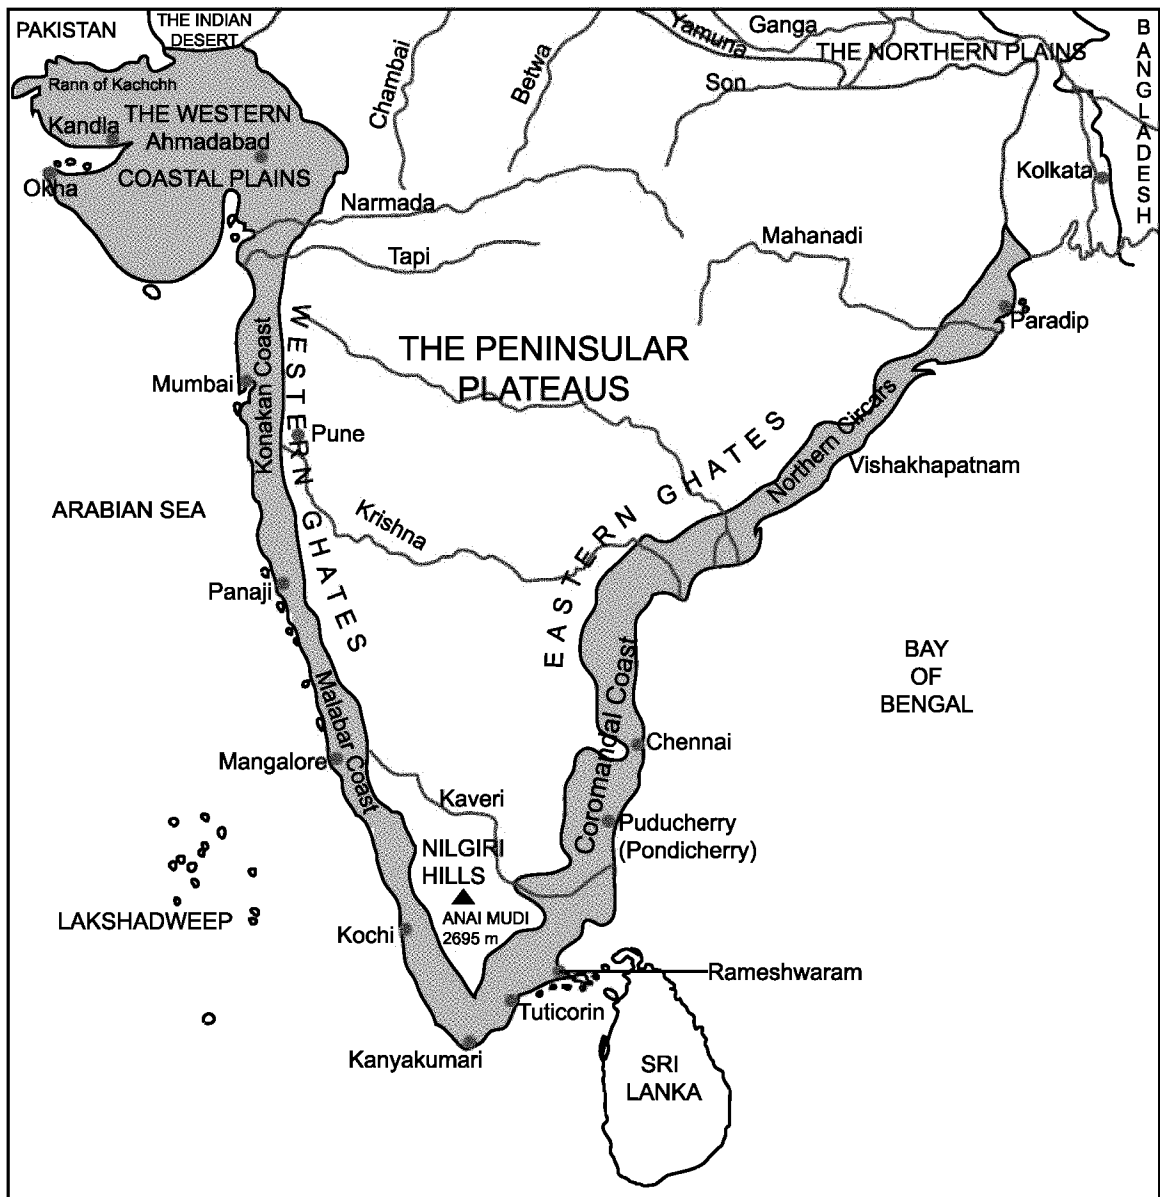 PAKISTAN
THE INDIAN
DESERT
Ganga
Yamuna
THE NORTHERN PLAINS
BANGLADESH
Chambai
Betwa
Son
Rann of Kachchh
THE WESTERN
Kandla
Ahmadabad
COASTAL PLAINS
Okha
Kolkata
Narmada
Mahanadi
Tapi
Paradip
THE PENINSULAR
PLATEAUS
WESTERN GHATES
Konakan Coast
Mumbai
Pune
Northern Circars
Vishakhapatnam
EASTERN GHATES
ARABIAN SEA
Krishna
Panaji
BAY
OF
BENGAL
Malabar Coast
Coromandal Coast
Chennai
Mangalore
Kaveri
Puducherry
(Pondicherry)
NILGIRI
HILLS
ANAI MUDI
2695 m
LAKSHADWEEP
Kochi
Rameshwaram
Tuticorin
Kanyakumari
SRI
LANKA